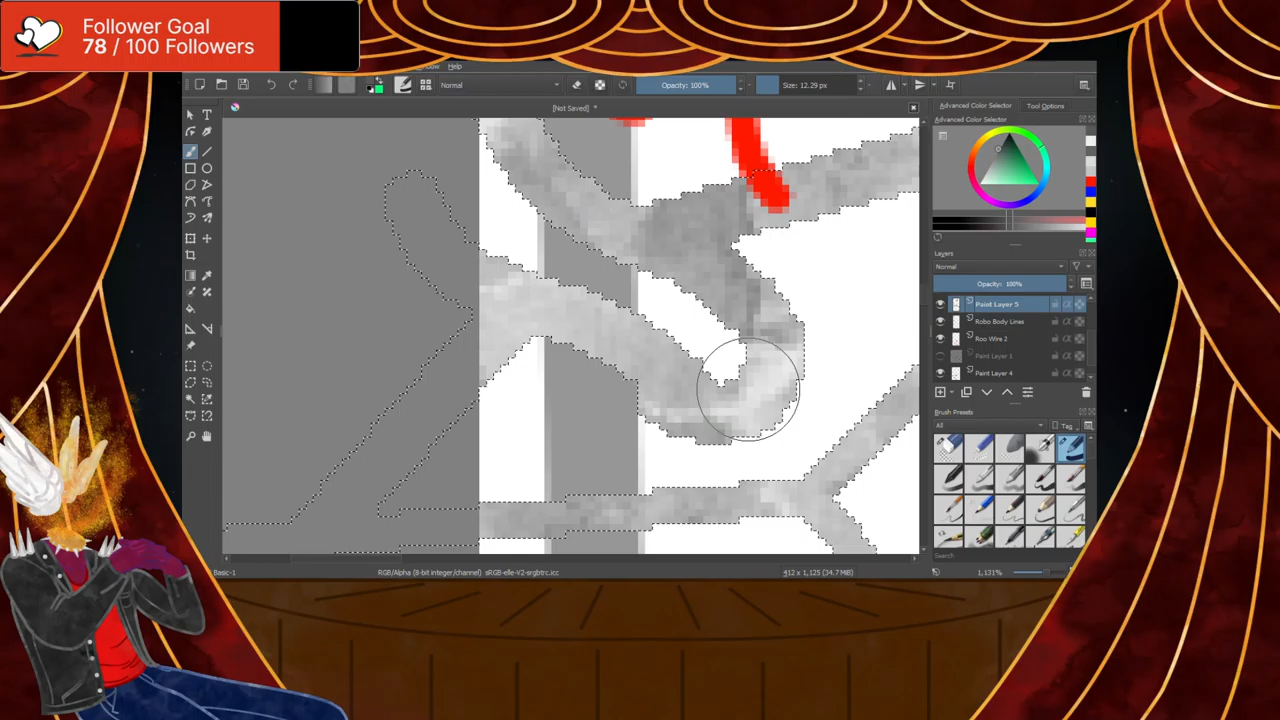 Follower Goal
78 / 100 Followers
Help
Normal
Opacity: 100%
Size: 12.29 px
[Not Saved] *
Advanced Color Selector
Tool Options
Advanced Color Selector
Layers
Normal
Opacity: 100%
Paint Layer 5
Robo Body Lines
Roo Wire 2
Paint Layer 1
Paint Layer 4
Brush Presets
All
Tag
Search
Basic-1
RGB/Alpha (8-bit integer/channel) sRGB-elle-V2-srgbtrc.icc
412 x 1,125 (34.7 MiB)
1,131%